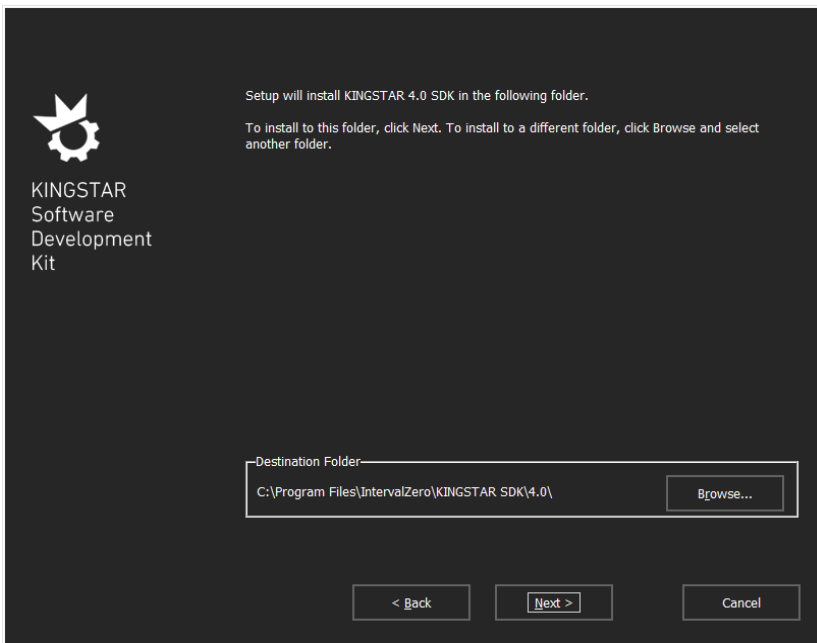 Setup will install KINGSTAR 4.0 SDK in the following folder.
To install to this folder, click Next. To install to a different folder, click Browse and select
another folder.
KINGSTAR
Software
Development
Kit
Destination Folder
C:\Program Files\IntervalZero\KINGSTAR SDK\4.0\
Browse...
< Back
Next >
Cancel